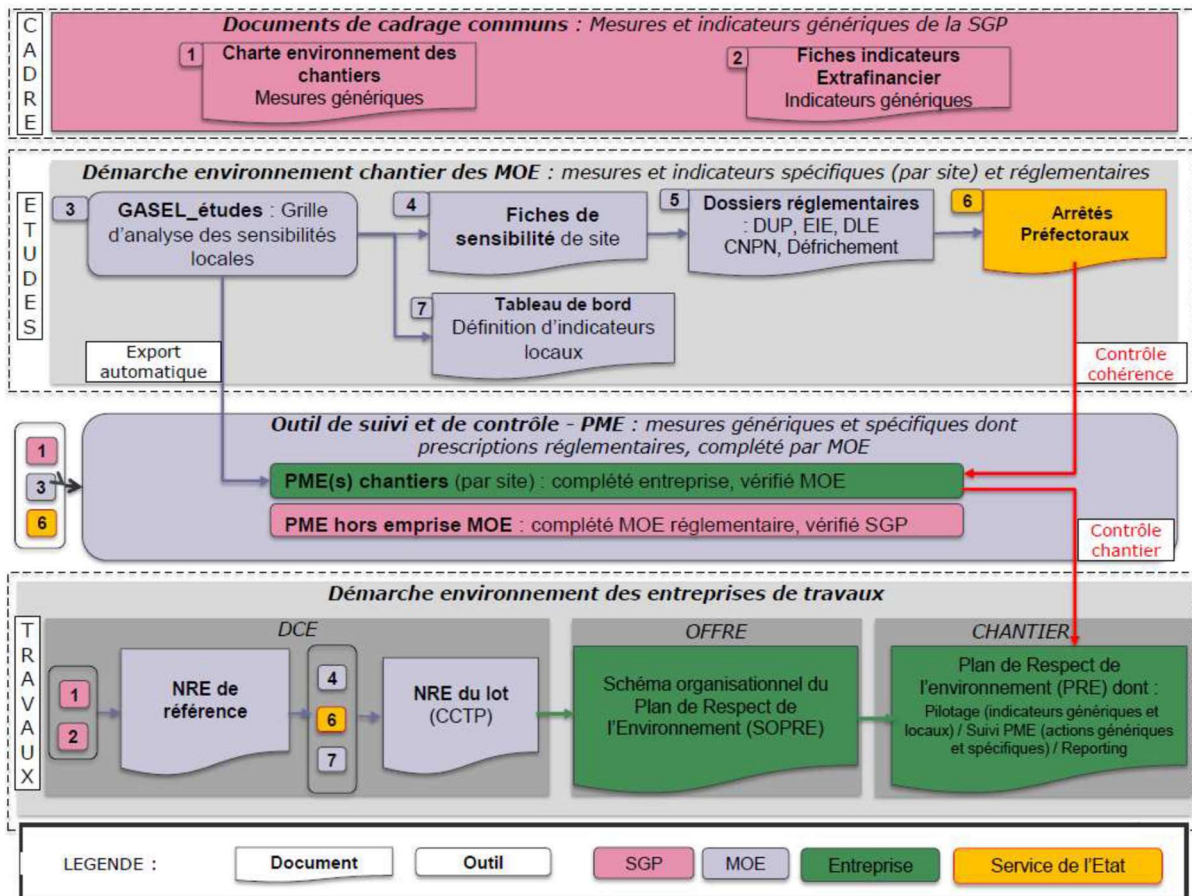 CADRE
Documents de cadrage communs : Mesures et indicateurs génériques de la SGP
1
Charte environnement des
chantiers
Mesures génériques
2
Fiches indicateurs
Extrafinancier
Indicateurs génériques
ETUDES
Démarche environnement chantier des MOE : mesures et indicateurs spécifiques (par site) et réglementaires
3
GASEL_études : Grille
d'analyse des sensibilités
locales
4
Fiches de
sensibilité de site
5
Dossiers réglementaires
: DUP, EIE, DLE
CNPN, Défrichement
6
Arrêtés
Préfectoraux
7
Tableau de bord
Définition d'indicateurs
locaux
Export
automatique
Contrôle
cohérence
1
3
6
Outil de suivi et de contrôle - PME : mesures génériques et spécifiques dont
prescriptions réglementaires, complété par MOE
PME(s) chantiers (par site) : complété entreprise, vérifié MOE
PME hors emprise MOE : complété MOE réglementaire, vérifié SGP
Contrôle
chantier
TRAVAUX
Démarche environnement des entreprises de travaux
DCE
1
2
NRE de
référence
4
6
7
NRE du lot
(CCTP)
OFFRE
Schéma organisationnel du
Plan de Respect de
l'Environnement (SOPRE)
CHANTIER
Plan de Respect de
l'environnement (PRE) dont :
Pilotage (indicateurs génériques et
locaux) / Suivi PME (actions génériques
et spécifiques) / Reporting
LEGENDE :
Document
Outil
SGP
MOE
Entreprise
Service de l'Etat